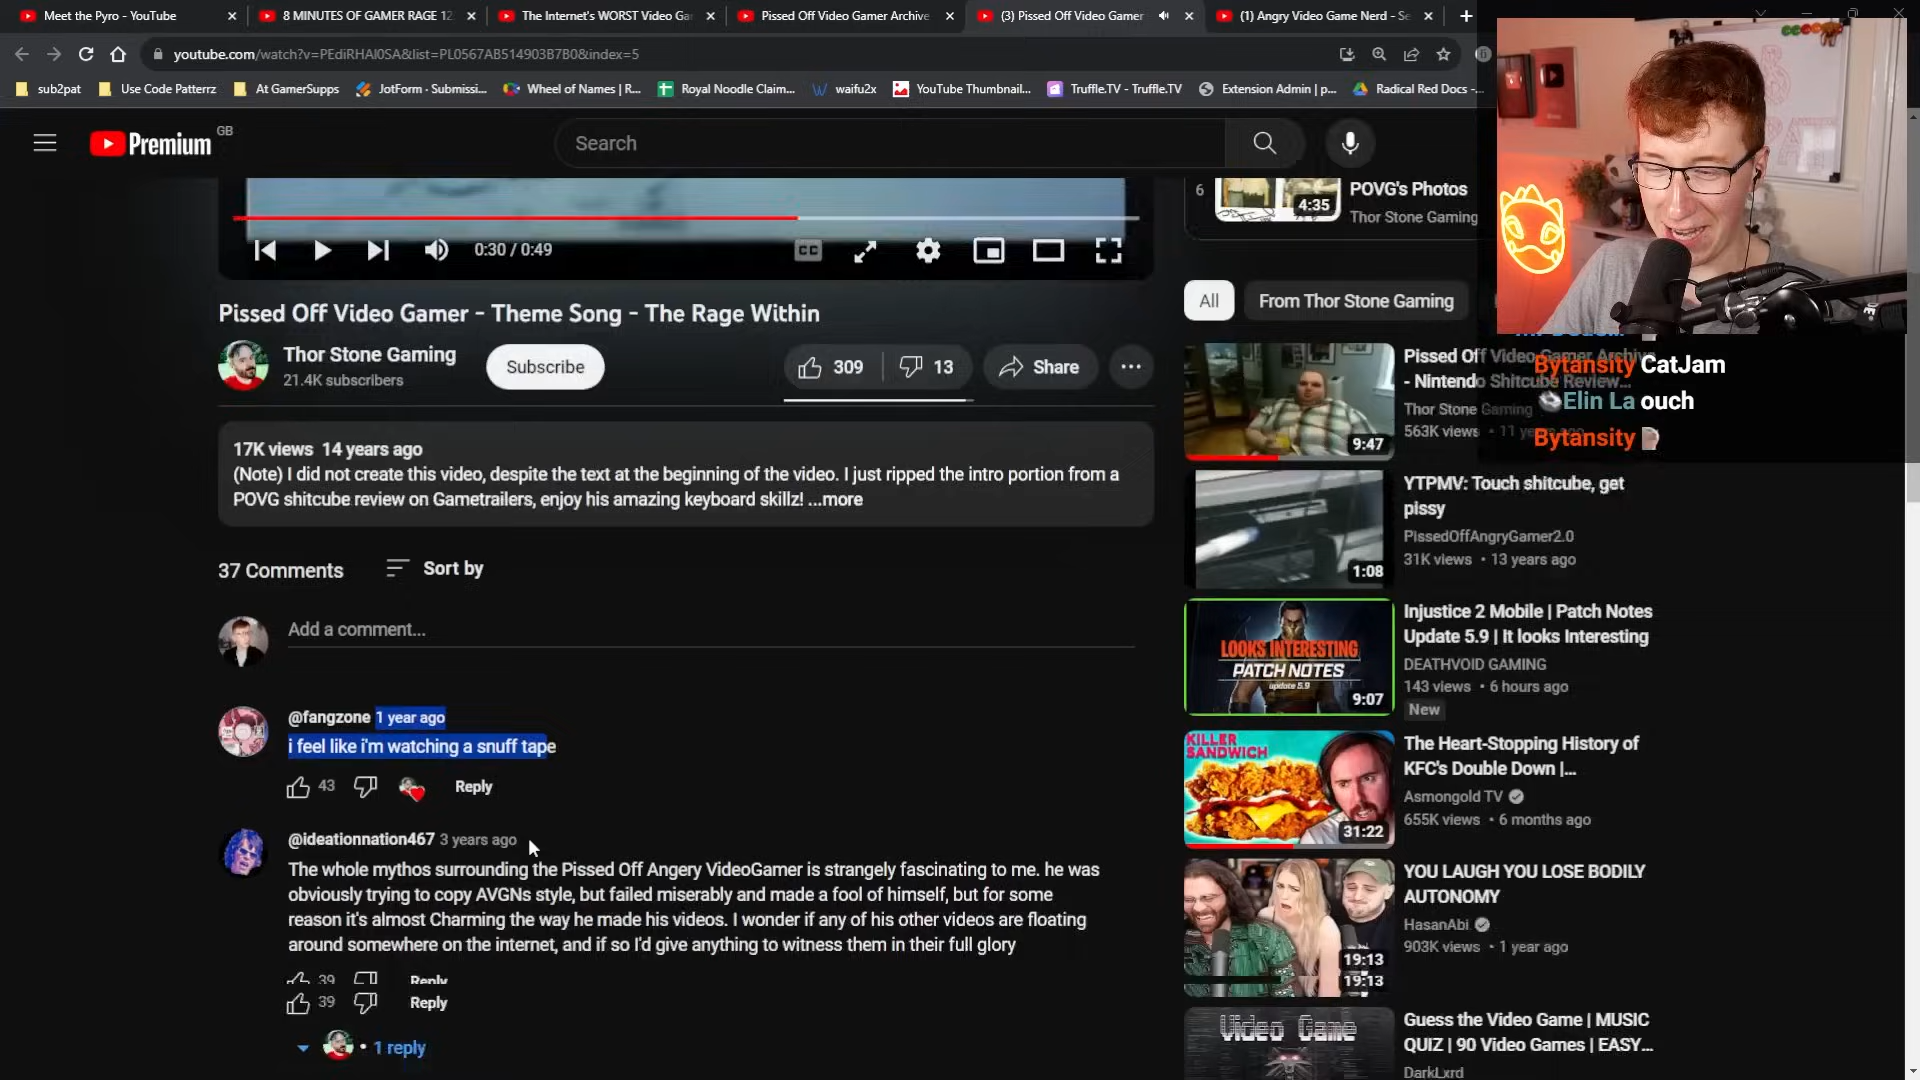 Meet the Pyro - YouTube
8 MINUTES OF GAMER RAGE 12
The Internet's WORST Video Ga
Pissed Off Video Gamer Archive
(3) Pissed Off Video Gamer
(1) Angry Video Game Nerd - Se
youtube.com/watch?v=PEdiRHAI0SA&list=PL0567AB514903B7B0&index=5
sub2pat
Use Code Patterrz
At GamerSupps
JotForm - Submissi...
Wheel of Names | R...
Royal Noodle Claim...
waifu2x
YouTube Thumbnail...
Truffle.TV - Truffle.TV
Extension Admin | p...
Radical Red Docs -...
Premium
GB
Search
0:30 / 0:49
CC
6
4:35
POVG's Photos
Thor Stone Gaming
Pissed Off Video Gamer - Theme Song - The Rage Within
Thor Stone Gaming
21.4K subscribers
Subscribe
309
13
Share
17K views 14 years ago
(Note) I did not create this video, despite the text at the beginning of the video. I just ripped the intro portion from a
POVG shitcube review on Gametrailers, enjoy his amazing keyboard skillz! ...more
37 Comments
Sort by
Add a comment...
@fangzone 1 year ago
i feel like i'm watching a snuff tape
43
Reply
@ideationnation467 3 years ago
The whole mythos surrounding the Pissed Off Angery VideoGamer is strangely fascinating to me. he was
obviously trying to copy AVGNs style, but failed miserably and made a fool of himself, but for some
reason it's almost Charming the way he made his videos. I wonder if any of his other videos are floating
around somewhere on the internet, and if so I'd give anything to witness them in their full glory
39
Reply
39
Reply
1 reply
All
From Thor Stone Gaming
Pissed Off Video Gamer Archive
- Nintendo Shitcube Review...
Thor Stone Gaming
563K views • 11 years ago
9:47
Bytansity CatJam
Elin La ouch
Bytansity
YTPMV: Touch shitcube, get
pissy
PissedOffAngryGamer2.0
31K views • 13 years ago
1:08
LOOKS INTERESTING
PATCH NOTES
update 5.9
9:07
Injustice 2 Mobile | Patch Notes
Update 5.9 | It looks Interesting
DEATHVOID GAMING
143 views • 6 hours ago
New
KILLER
SANDWICH
31:22
The Heart-Stopping History of
KFC's Double Down |...
Asmongold TV
655K views • 6 months ago
19:13
19:13
YOU LAUGH YOU LOSE BODILY
AUTONOMY
HasanAbi
903K views • 1 year ago
Video Game
Guess the Video Game | MUSIC
QUIZ | 90 Video Games | EASY...
DarkLxrd